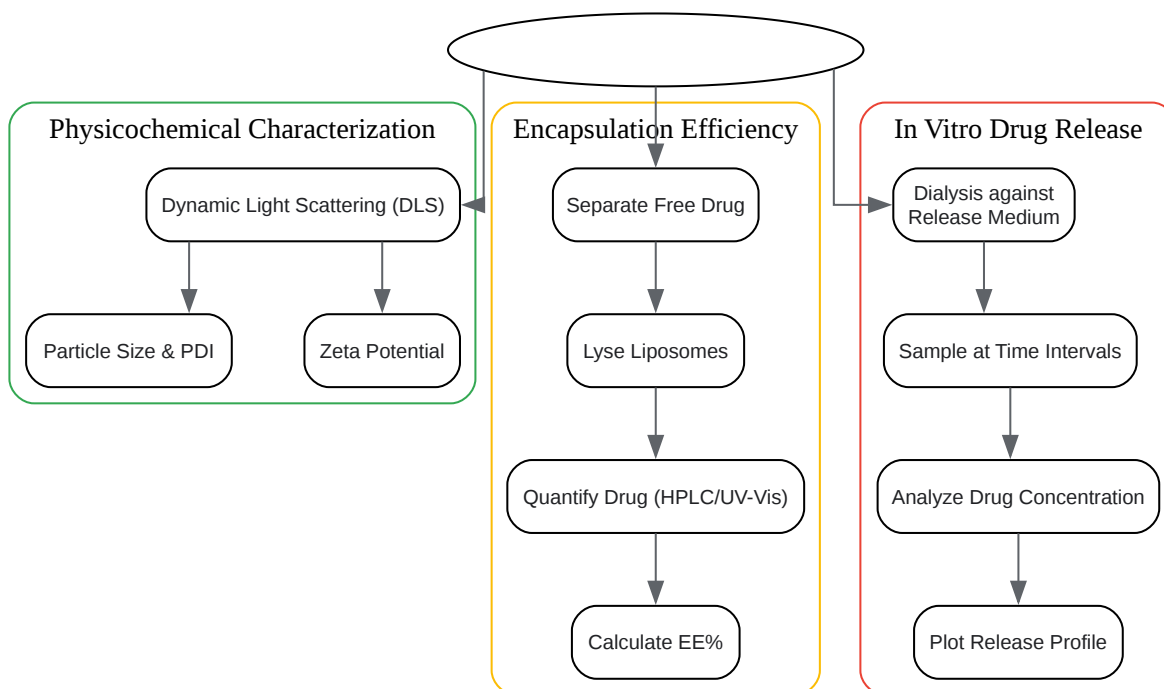 Physicochemical Characterization
Dynamic Light Scattering (DLS)
Particle Size & PDI
Zeta Potential
Encapsulation Efficiency
Separate Free Drug
Lyse Liposomes
Quantify Drug (HPLC/UV-Vis)
Calculate EE%
In Vitro Drug Release
Dialysis against
Release Medium
Sample at Time Intervals
Analyze Drug Concentration
Plot Release Profile